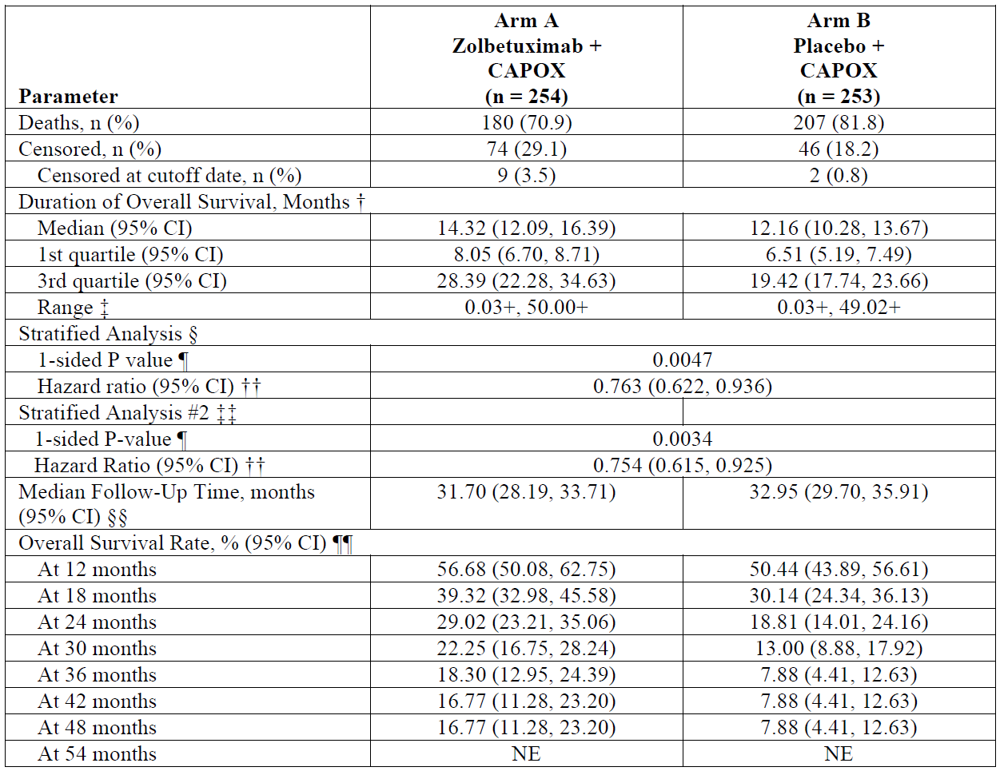 Parameter
Arm A
Zolbetuximab +
CAPOX
(n = 254)
Arm B
Placebo +
CAPOX
(n = 253)
Deaths, n (%) 180 (70.9) 207 (81.8)
Censored, n (%) 74 (29.1) 46 (18.2)
Censored at cutoff date, n (%) 9 (3.5) 2 (0.8)
Duration of Overall Survival, Months †
Median (95% CI) 14.32 (12.09, 16.39) 12.16 (10.28, 13.67)
1st quartile (95% CI) 8.05 (6.70, 8.71) 6.51 (5.19, 7.49)
3rd quartile (95% CI) 28.39 (22.28, 34.63) 19.42 (17.74, 23.66)
Range ‡ 0.03+, 50.00+ 0.03+, 49.02+
Stratified Analysis §
1-sided P value ¶ 0.0047
Hazard ratio (95% CI) †† 0.763 (0.622, 0.936)
Stratified Analysis #2 ‡‡
1-sided P-value ¶ 0.0034
Hazard Ratio (95% CI) †† 0.754 (0.615, 0.925)
Median Follow-Up Time, months
(95% CI) §§ 31.70 (28.19, 33.71) 32.95 (29.70, 35.91)
Overall Survival Rate, % (95% CI) ¶¶
At 12 months 56.68 (50.08, 62.75) 50.44 (43.89, 56.61)
At 18 months 39.32 (32.98, 45.58) 30.14 (24.34, 36.13)
At 24 months 29.02 (23.21, 35.06) 18.81 (14.01, 24.16)
At 30 months 22.25 (16.75, 28.24) 13.00 (8.88, 17.92)
At 36 months 18.30 (12.95, 24.39) 7.88 (4.41, 12.63)
At 42 months 16.77 (11.28, 23.20) 7.88 (4.41, 12.63)
At 48 months 16.77 (11.28, 23.20) 7.88 (4.41, 12.63)
At 54 months NE NE